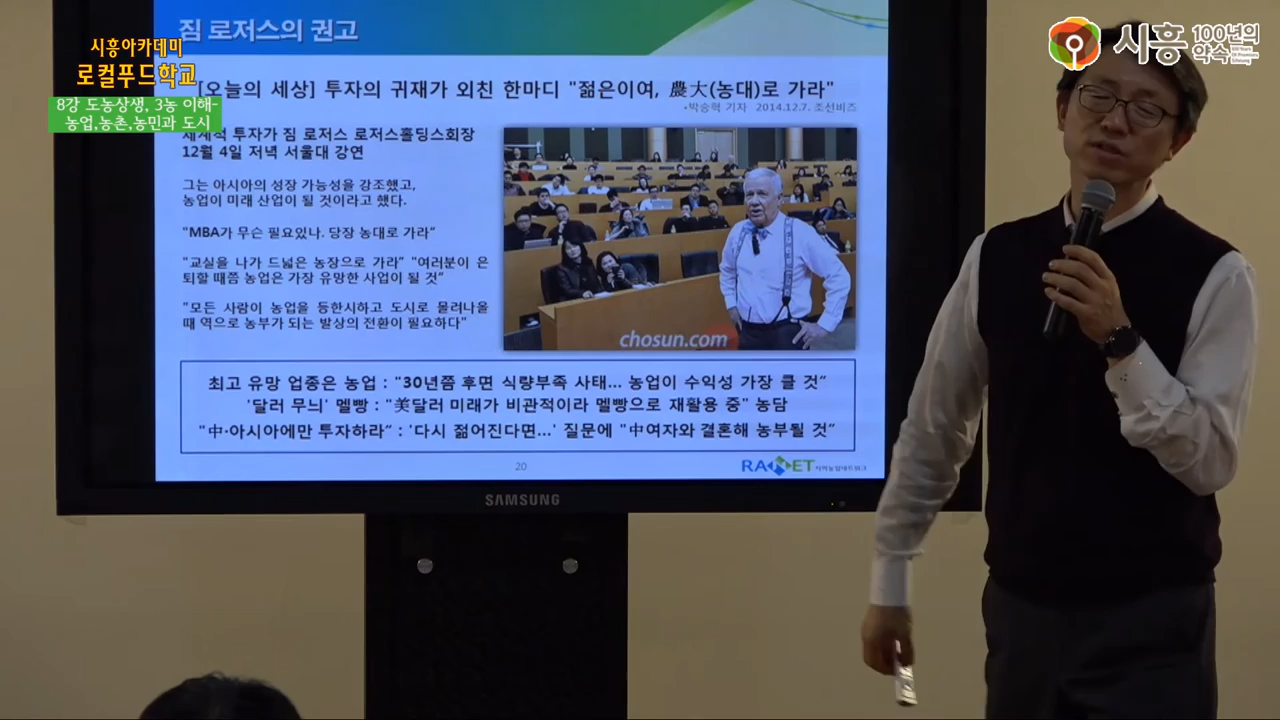 짐 로저스의 권고
시흥아카데미
로컬푸드학교
8강 도농상생, 3농 이해-
농업,농촌,농민과 도시
시흥 100년의
약속
[오늘의 세상] 투자의 귀재가 외친 한마디 "젊은이여, 農大(농대)로 가라"
•박승혁 기자 2014.12.7. 조선비즈
세계적 투자가 짐 로저스 로저스홀딩스회장
12월 4일 저녁 서울대 강연
그는 아시아의 성장 가능성을 강조했고,
농업이 미래 산업이 될 것이라고 했다.
"MBA가 무슨 필요있나. 당장 농대로 가라"
"교실을 나가 드넓은 농장으로 가라" "여러분이 은
퇴할 때쯤 농업은 가장 유망한 사업이 될 것"
"모든 사람이 농업을 등한시하고 도시로 몰려나올
때 역으로 농부가 되는 발상의 전환이 필요하다"
chosun.com
최고 유망 업종은 농업 : "30년쯤 후면 식량부족 사태... 농업이 수익성 가장 클 것"
'달러 무늬' 멜빵 : "美달러 미래가 비관적이라 멜빵으로 재활용 중" 농담
"中·아시아에만 투자하라" : '다시 젊어진다면...' 질문에 "中여자와 결혼해 농부될 것"
20
RANET 지역농업네트워크
SAMSUNG